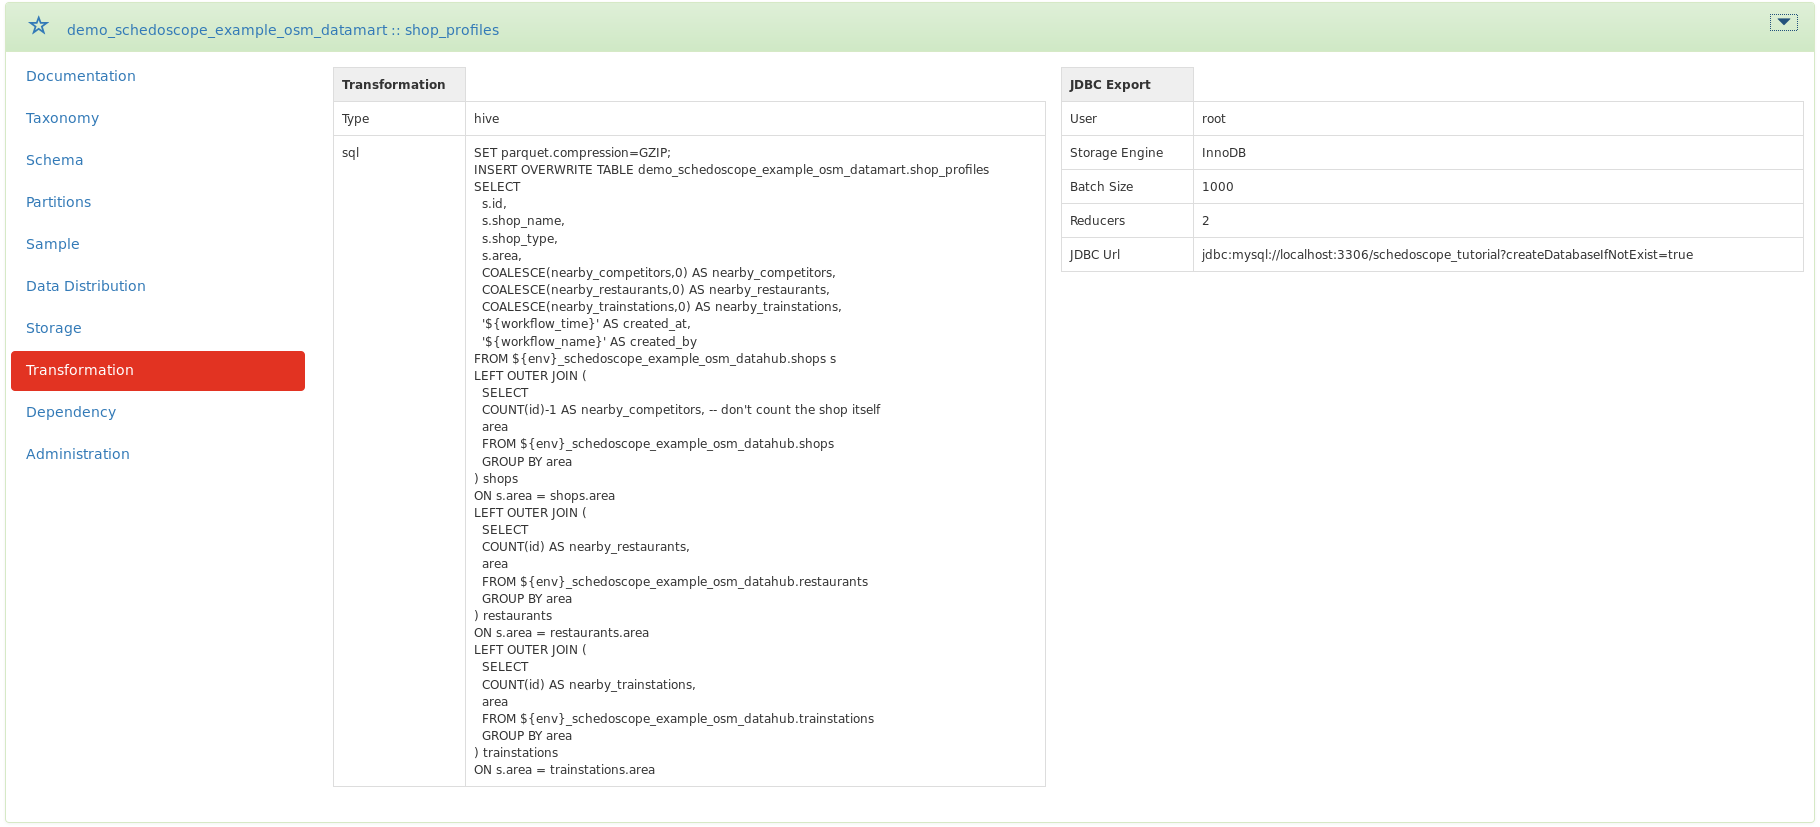 demo_schedoscope_example_osm_datamart :: shop_profiles
Documentation
Taxonomy
Schema
Partitions
Sample
Data Distribution
Storage
Transformation
Dependency
Administration
Transformation
Type hive
sql
SET parquet.compression=GZIP;
INSERT OVERWRITE TABLE demo_schedoscope_example_osm_datamart.shop_profiles
SELECT
s.id,
s.shop_name,
s.shop_type,
s.area,
COALESCE(nearby_competitors,0) AS nearby_competitors,
COALESCE(nearby_restaurants,0) AS nearby_restaurants,
COALESCE(nearby_trainstations,0) AS nearby_trainstations,
'${workflow_time}' AS created_at,
'${workflow_name}' AS created_by
FROM ${env}_schedoscope_example_osm_datahub.shops s
LEFT OUTER JOIN (
SELECT
COUNT(id)-1 AS nearby_competitors, -- don't count the shop itself
area
FROM ${env}_schedoscope_example_osm_datahub.shops
GROUP BY area
) shops
ON s.area = shops.area
LEFT OUTER JOIN (
SELECT
COUNT(id) AS nearby_restaurants,
area
FROM ${env}_schedoscope_example_osm_datahub.restaurants
GROUP BY area
) restaurants
ON s.area = restaurants.area
LEFT OUTER JOIN (
SELECT
COUNT(id) AS nearby_trainstations,
area
FROM ${env}_schedoscope_example_osm_datahub.trainstations
GROUP BY area
) trainstations
ON s.area = trainstations.area
JDBC Export
User root
Storage Engine InnoDB
Batch Size 1000
Reducers 2
JDBC Url jdbc:mysql://localhost:3306/schedoscope_tutorial?createDatabaseIfNotExist=true